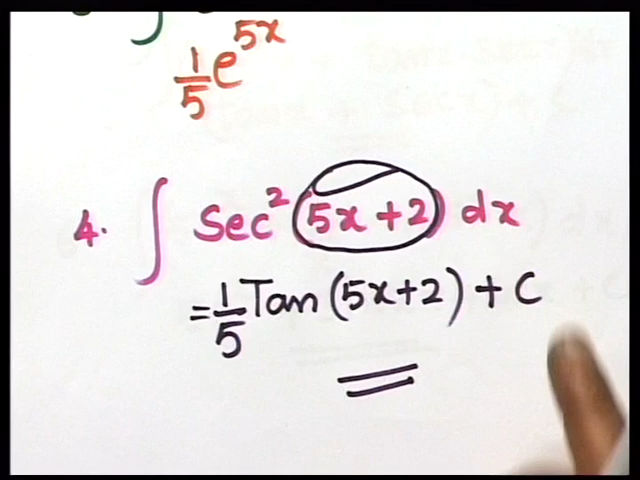 1/5 e^5x
4. ∫ Sec² (5x+2) dx
= 1/5 Tan (5x+2) + C